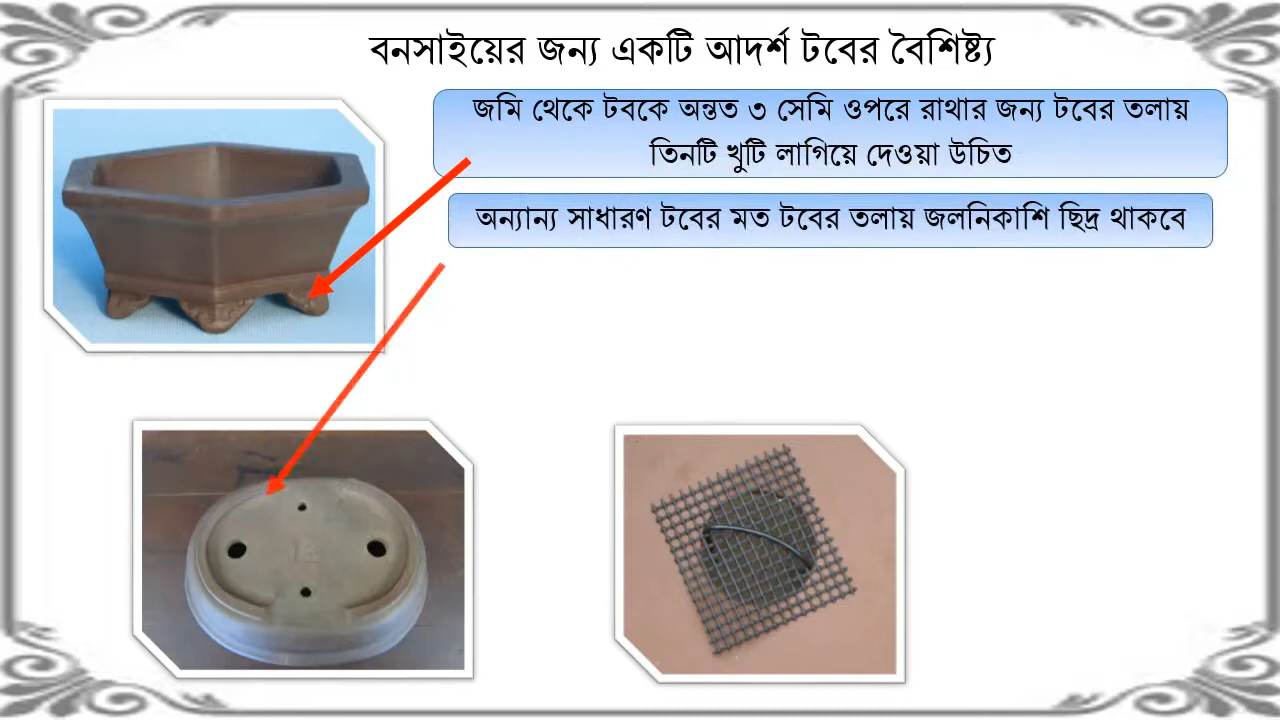 বনসাইয়ের জন্য একটি আদর্শ টবের বৈশিষ্ট্য
জমি থেকে টবকে অন্তত ৩ সেমি ওপরে রাথার জন্য টবের তলায়
তিনটি খুটি লাগিয়ে দেওয়া উচিত
অন্যান্য সাধারণ টবের মত টবের তলায় জলনিকাশি ছিদ্র থাকবে